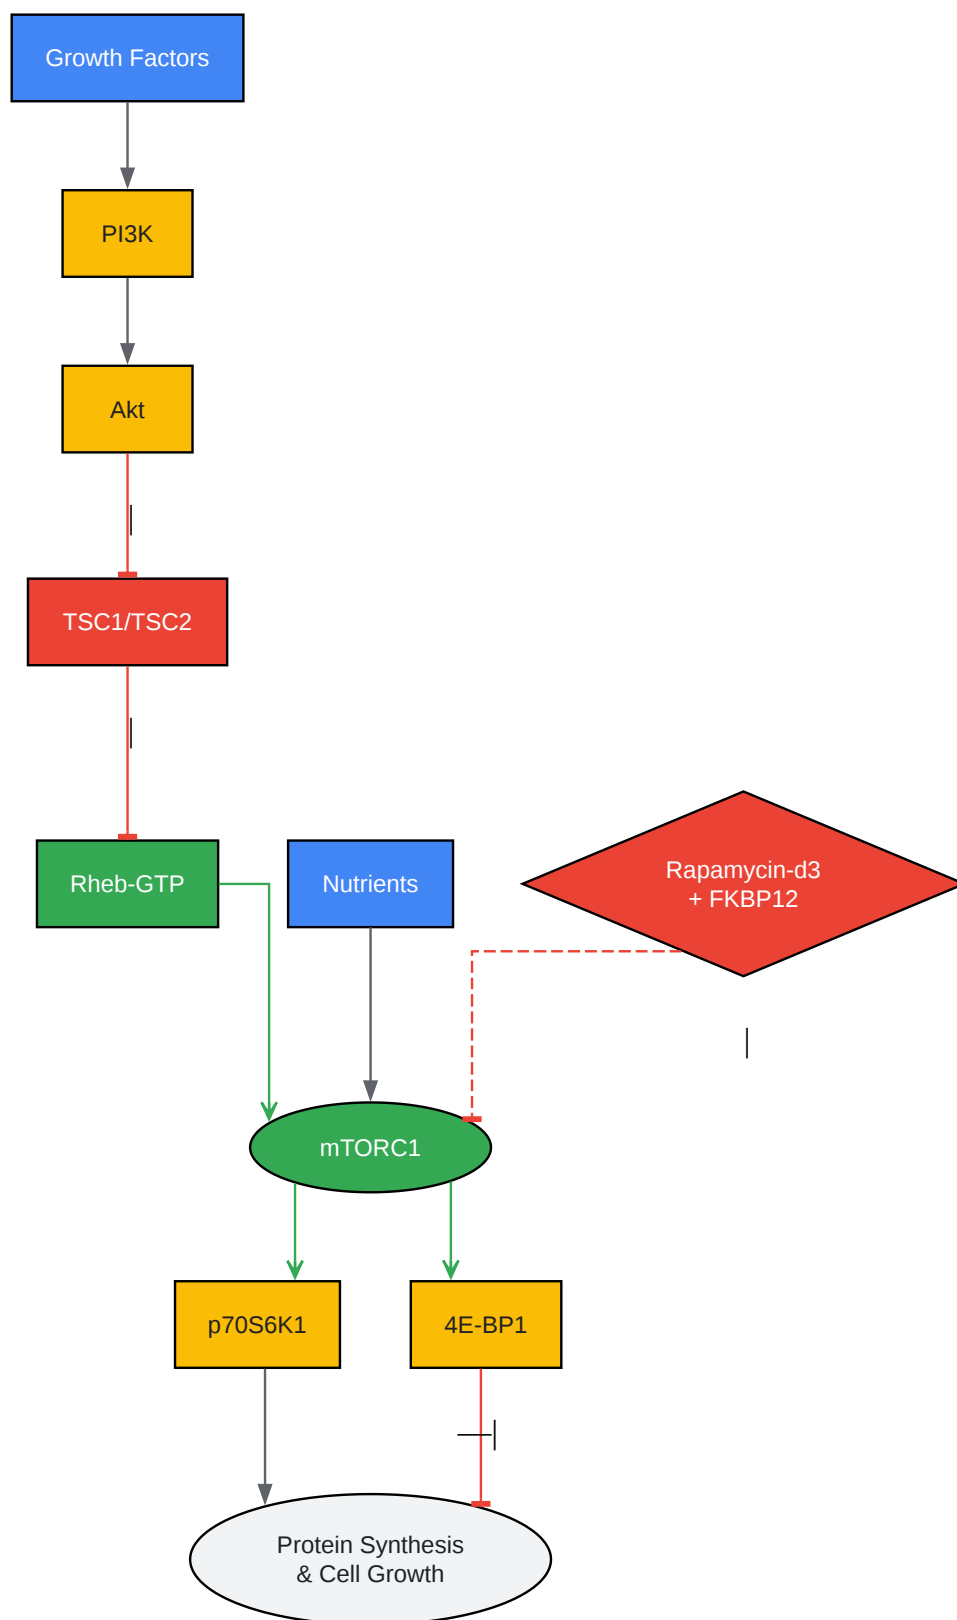 Growth Factors
PI3K
Akt
|
TSC1/TSC2
|
Rheb-GTP
Nutrients
Rapamycin-d3
+ FKBP12
|
mTORC1
p70S6K1
4E-BP1
—|
Protein Synthesis
& Cell Growth